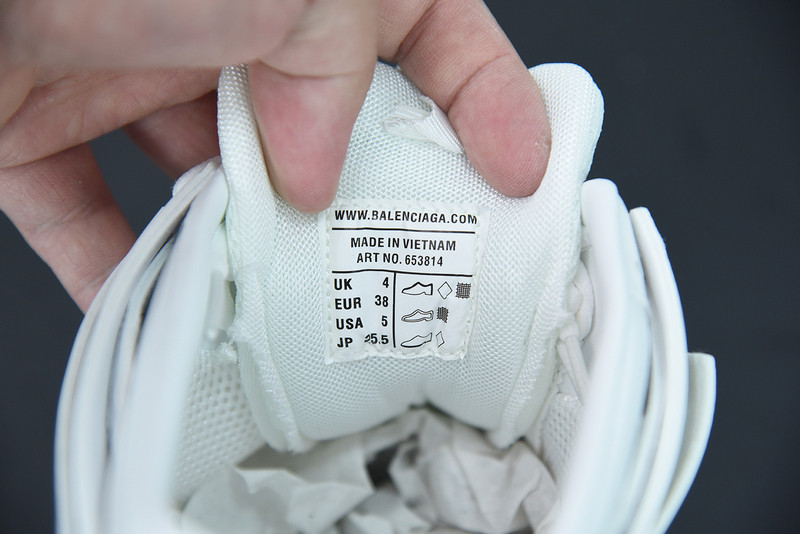 WWW.BALENCIAGA.COM
MADE IN VIETNAM
ART NO. 653814
UK 4
EUR 38
USA 5
JP 25.5